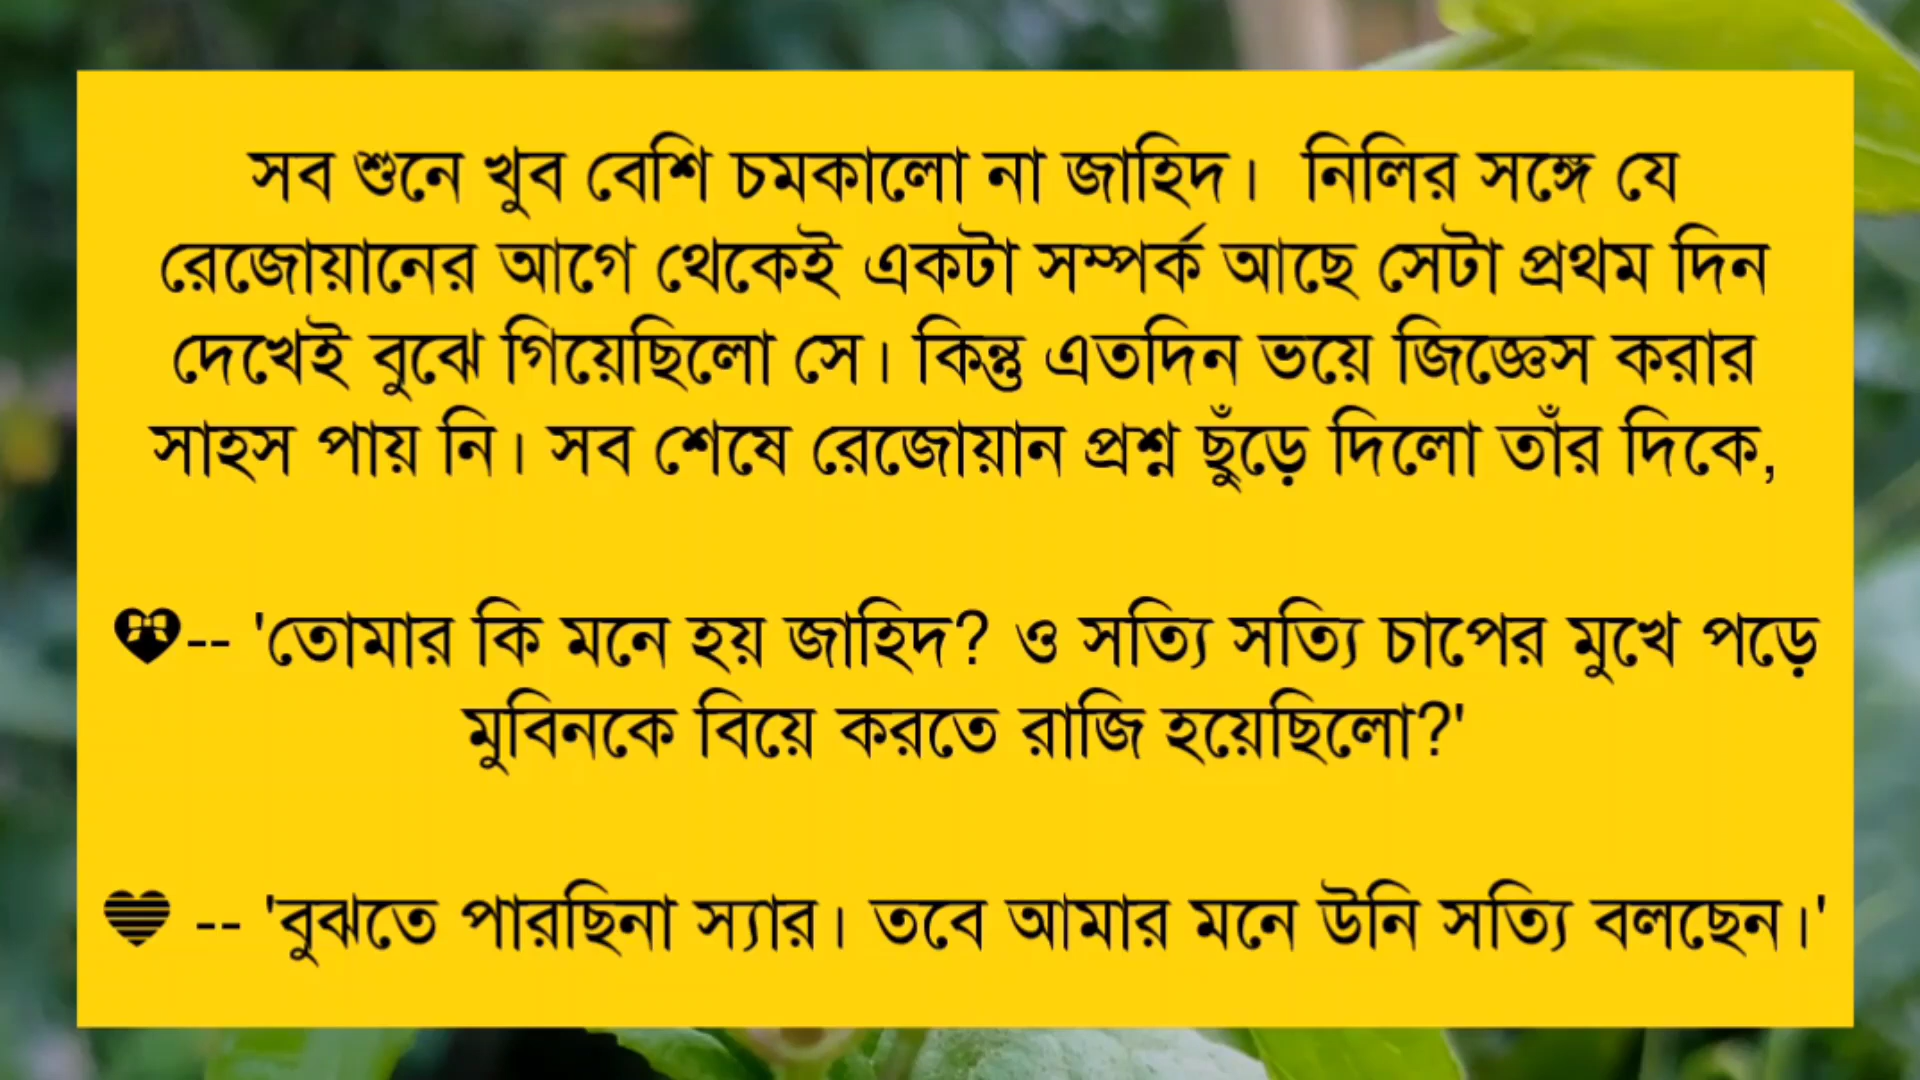 সব শুনে খুব বেশি চমকালো না জাহিদ।  নিলির সঙ্গে যে
রেজোয়ানের আগে থেকেই একটা সম্পর্ক আছে সেটা প্রথম দিন
দেখেই বুঝে গিয়েছিলো সে। কিন্তু এতদিন ভয়ে জিজ্ঞেস করার
সাহস পায় নি। সব শেষে রেজোয়ান প্রশ্ন ছুঁড়ে দিলো তাঁর দিকে,
💝-- 'তোমার কি মনে হয় জাহিদ? ও সত্যি সত্যি চাপের মুখে পড়ে
মুবিনকে বিয়ে করতে রাজি হয়েছিলো?'
-- 'বুঝতে পারছিনা স্যার। তবে আমার মনে উনি সত্যি বলছেন।'